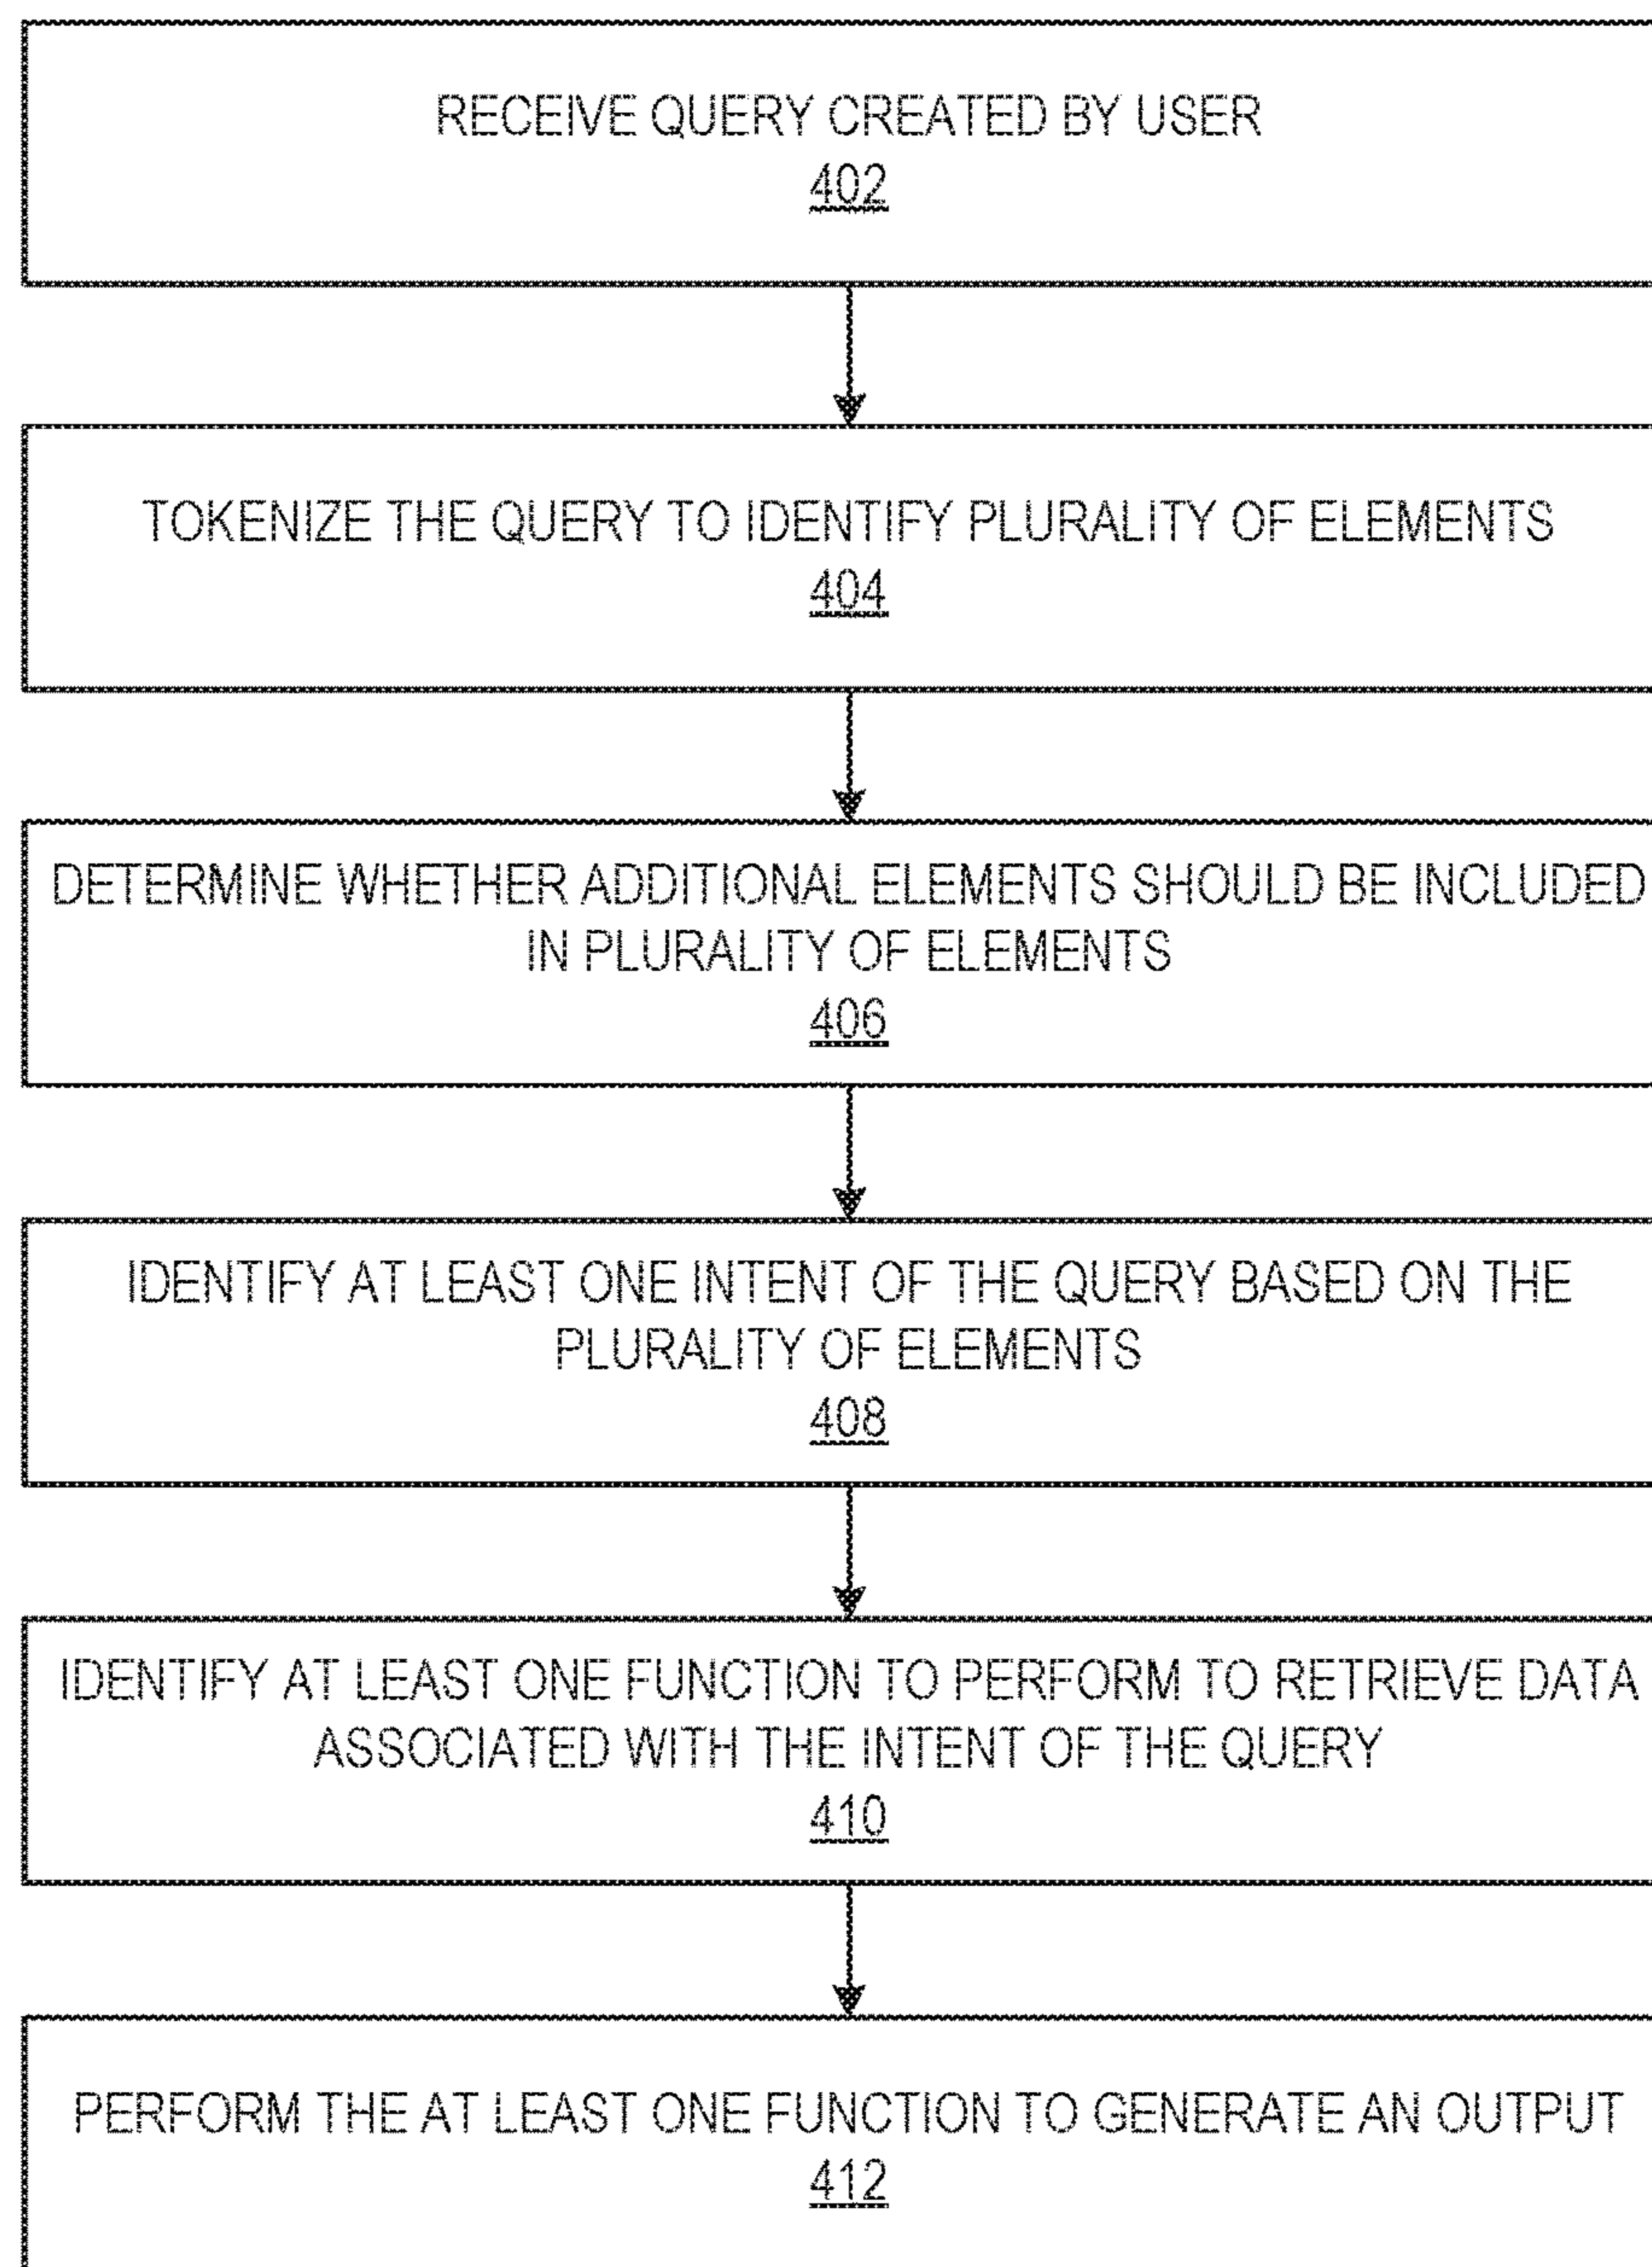 RECEIVE QUERY CREATED BY USER
402
TOKENIZE THE QUERY TO IDENTIFY PLURALITY OF ELEMENTS
404
DETERMINE WHETHER ADDITIONAL ELEMENTS SHOULD BE INCLUDED
IN PLURALITY OF ELEMENTS
406
IDENTIFY AT LEAST ONE INTENT OF THE QUERY BASED ON THE
PLURALITY OF ELEMENTS
408
IDENTIFY AT LEAST ONE FUNCTION TO PERFORM TO RETRIEVE DATA
ASSOCIATED WITH THE INTENT OF THE QUERY
410
PERFORM THE AT LEAST ONE FUNCTION TO GENERATE AN OUTPUT
412